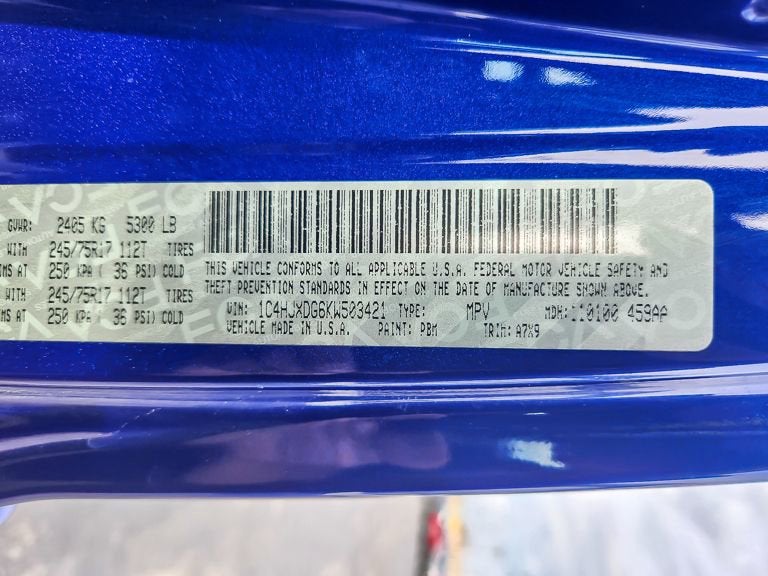 GVWR: 2405 KG 5300 LB
WITH 245/75R17 112T TIRES
IMS AT 250 KPA ( 36 PSI) COLD
WITH 245/75R17 112T TIRES
IMS AT 250 KPA ( 36 PSI) COLD
THIS VEHICLE CONFORMS TO ALL APPLICABLE U.S.A. FEDERAL MOTOR VEHICLE SAFETY AND
THEFT PREVENTION STANDARDS IN EFFECT ON THE DATE OF MANUFACTURE SHOWN ABOVE.
VIN: 1C4HJXDG6KW503421 TYPE: MPV MDH: 110100 459AA
VEHICLE MADE IN U.S.A. PAINT: PBM TRIM: A7X9